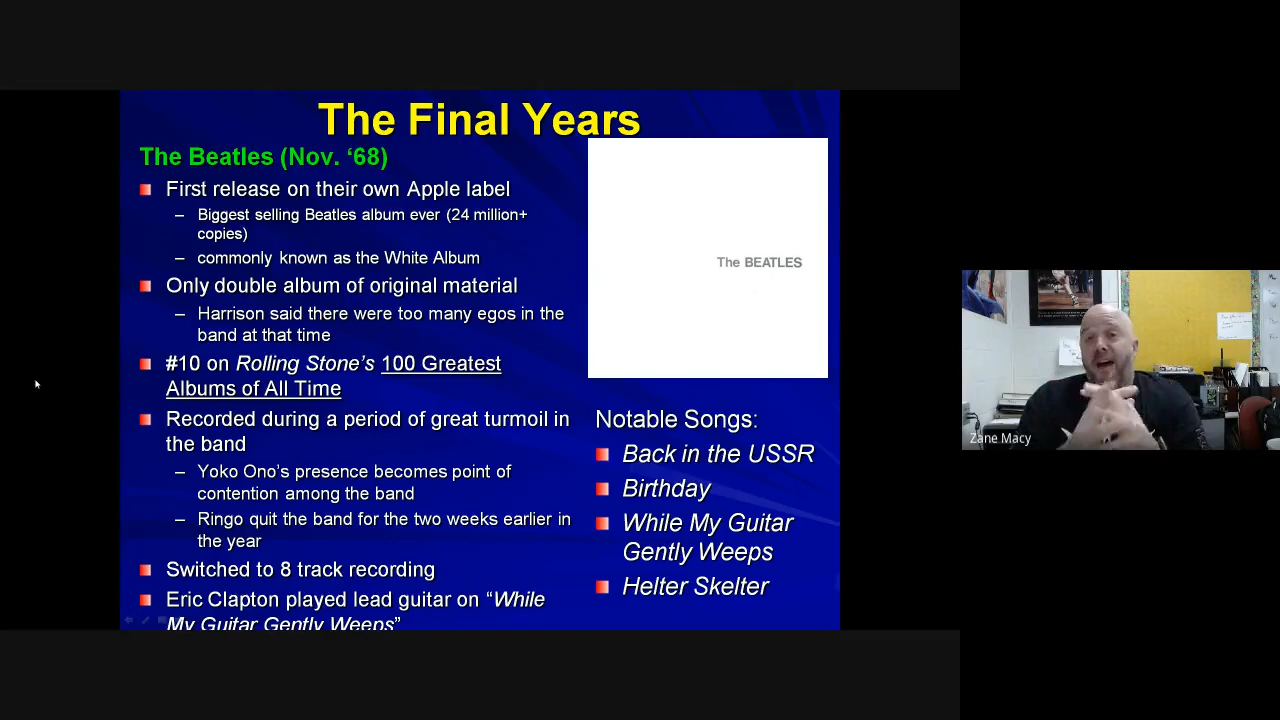 The Final Years
The Beatles (Nov. ‘68)
First release on their own Apple label
– Biggest selling Beatles album ever (24 million+
copies)
– commonly known as the White Album
Only double album of original material
– Harrison said there were too many egos in the
band at that time
#10 on Rolling Stone’s 100 Greatest
Albums of All Time
Recorded during a period of great turmoil in
the band
– Yoko Ono’s presence becomes point of
contention among the band
– Ringo quit the band for the two weeks earlier in
the year
Switched to 8 track recording
Eric Clapton played lead guitar on “While
My Guitar Gently Weeps”
The BEATLES
Notable Songs:
Back in the USSR
Birthday
While My Guitar
Gently Weeps
Helter Skelter
Zane Macy